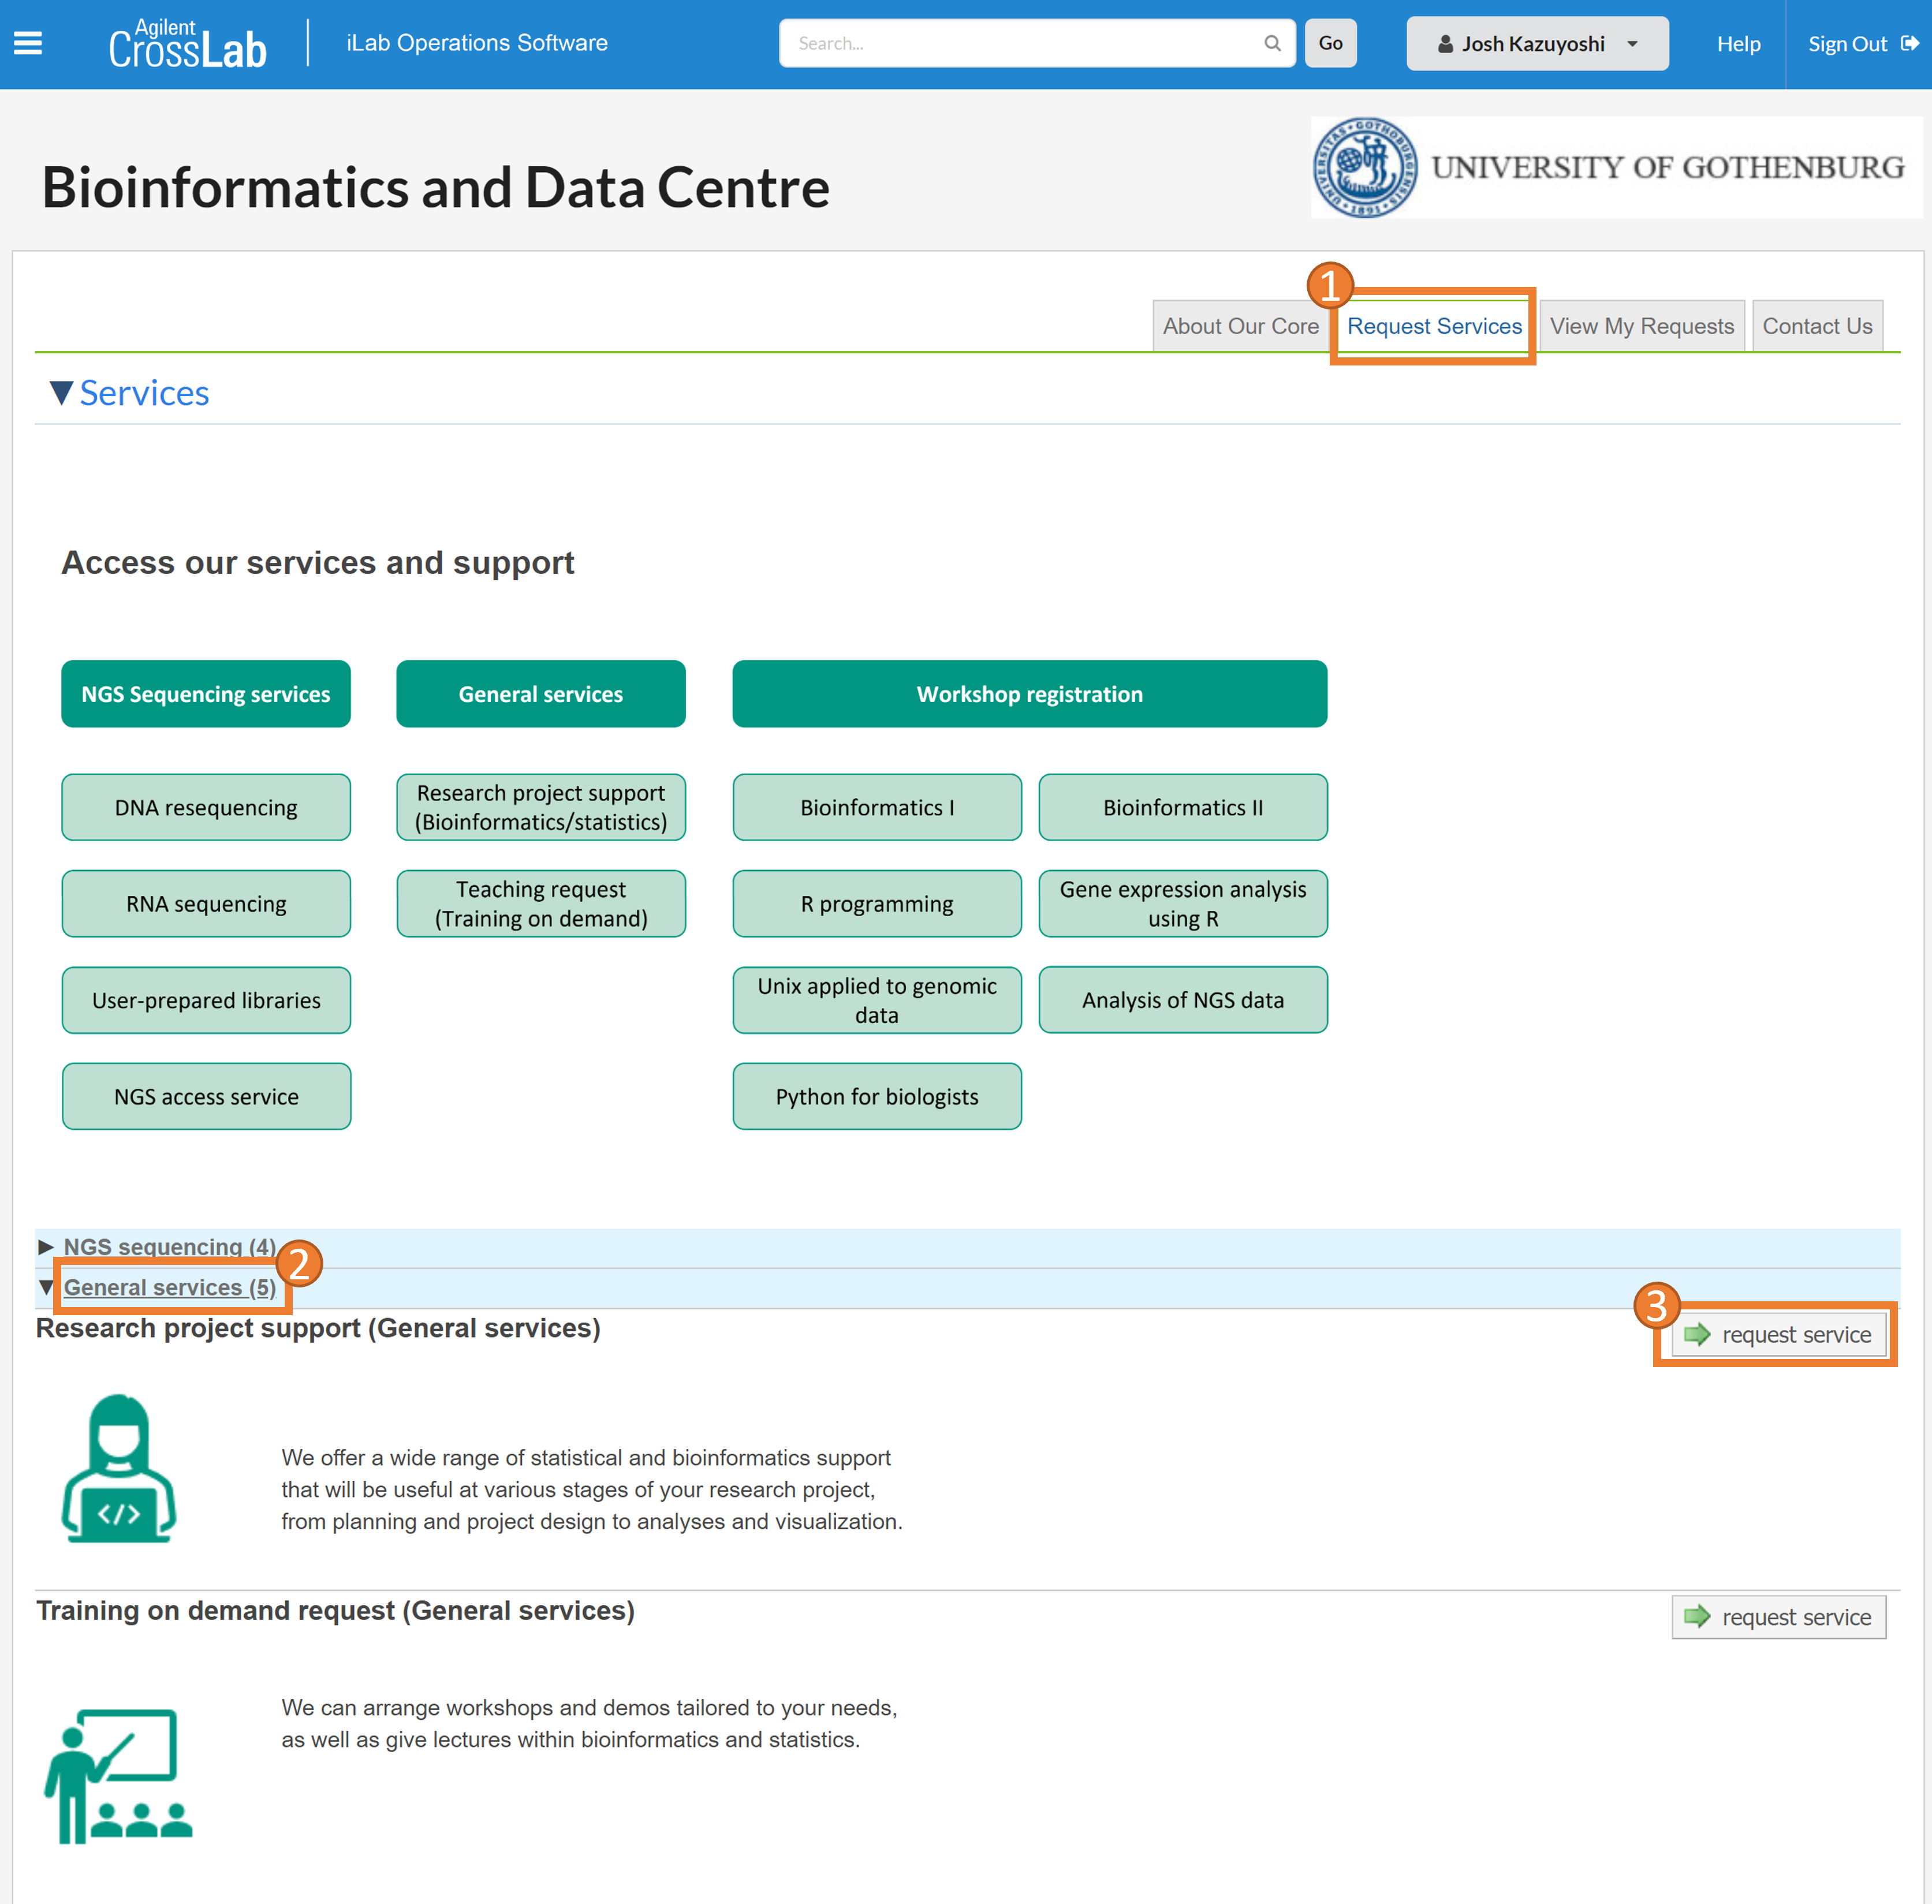 Agilent
CrossLab
iLab Operations Software
Search...
Go
Josh Kazuyoshi
Help
Sign Out
Bioinformatics and Data Centre
UNIVERSITAS GOTHOBURGENSIS
1891
UNIVERSITY OF GOTHENBURG
1
About Our Core
Request Services
View My Requests
Contact Us
▼ Services
Access our services and support
NGS Sequencing services
General services
Workshop registration
DNA resequencing
Research project support
(Bioinformatics/statistics)
Bioinformatics I
Bioinformatics II
RNA sequencing
Teaching request
(Training on demand)
R programming
Gene expression analysis
using R
User-prepared libraries
Unix applied to genomic
data
Analysis of NGS data
NGS access service
Python for biologists
► NGS sequencing (4)
2
▼ General services (5)
Research project support (General services)
3
request service
</>
We offer a wide range of statistical and bioinformatics support
that will be useful at various stages of your research project,
from planning and project design to analyses and visualization.
Training on demand request (General services)
request service
We can arrange workshops and demos tailored to your needs,
as well as give lectures within bioinformatics and statistics.